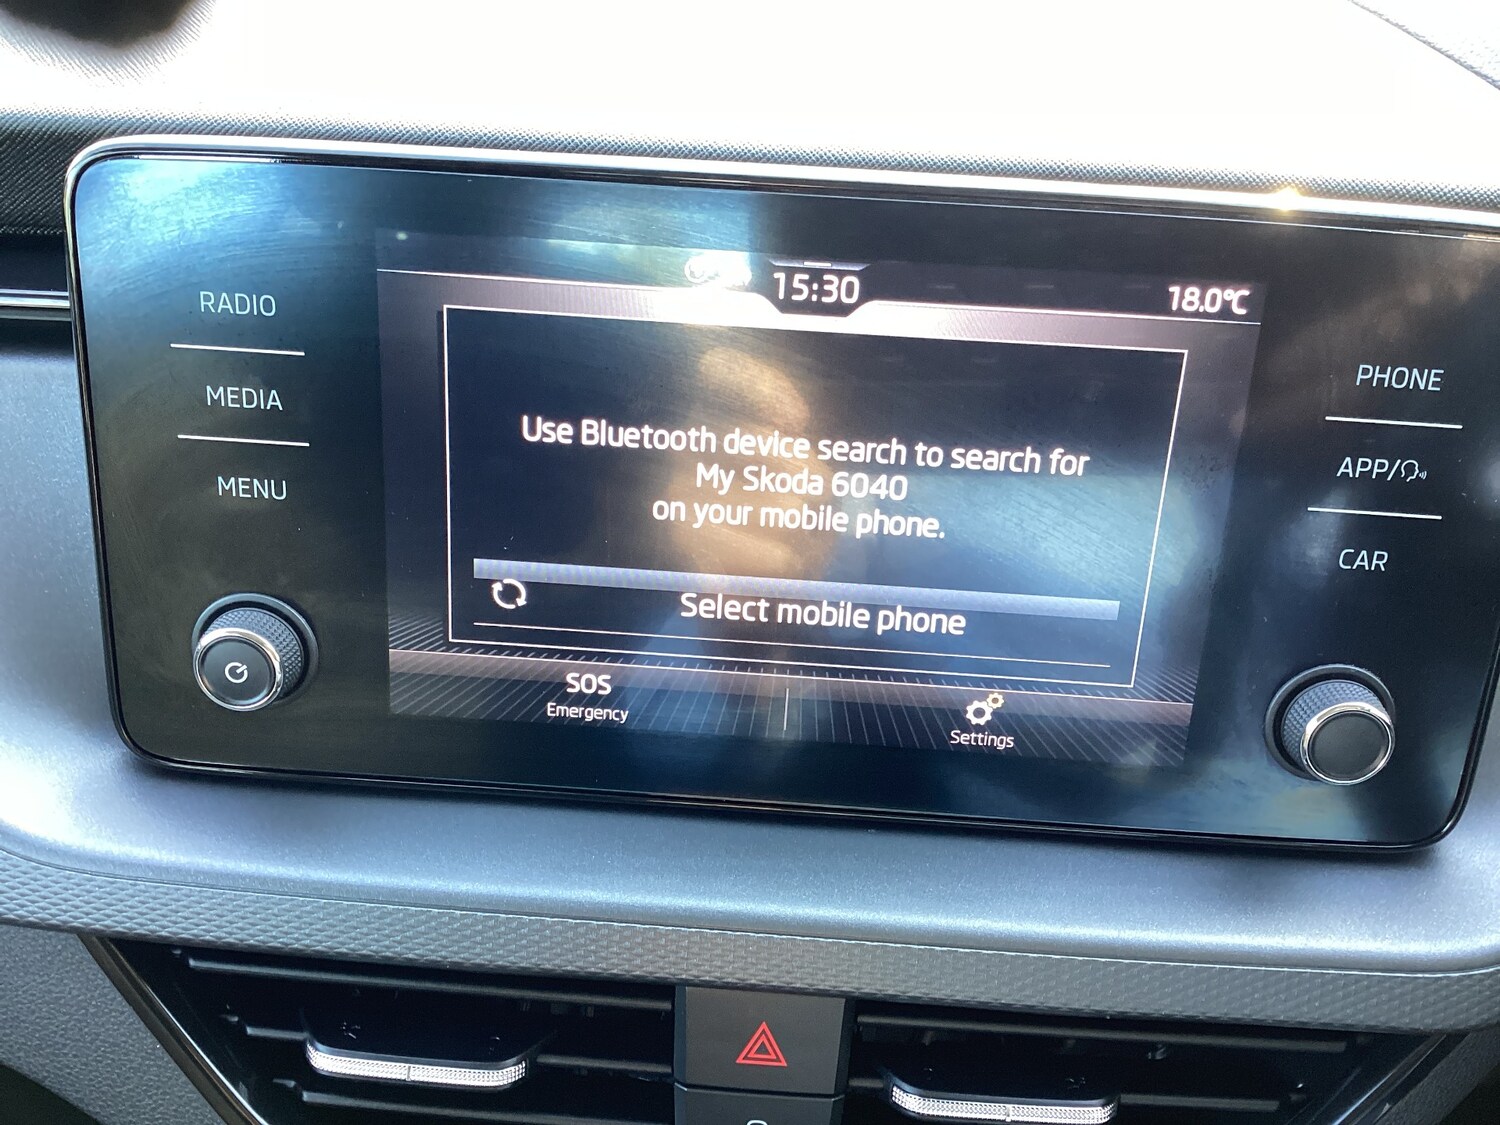 15:30
18.0°C
RADIO
MEDIA
MENU
Use Bluetooth device search to search for
My Skoda 6040
on your mobile phone.
Select mobile phone
SOS
Emergency
Settings
PHONE
APP/
CAR